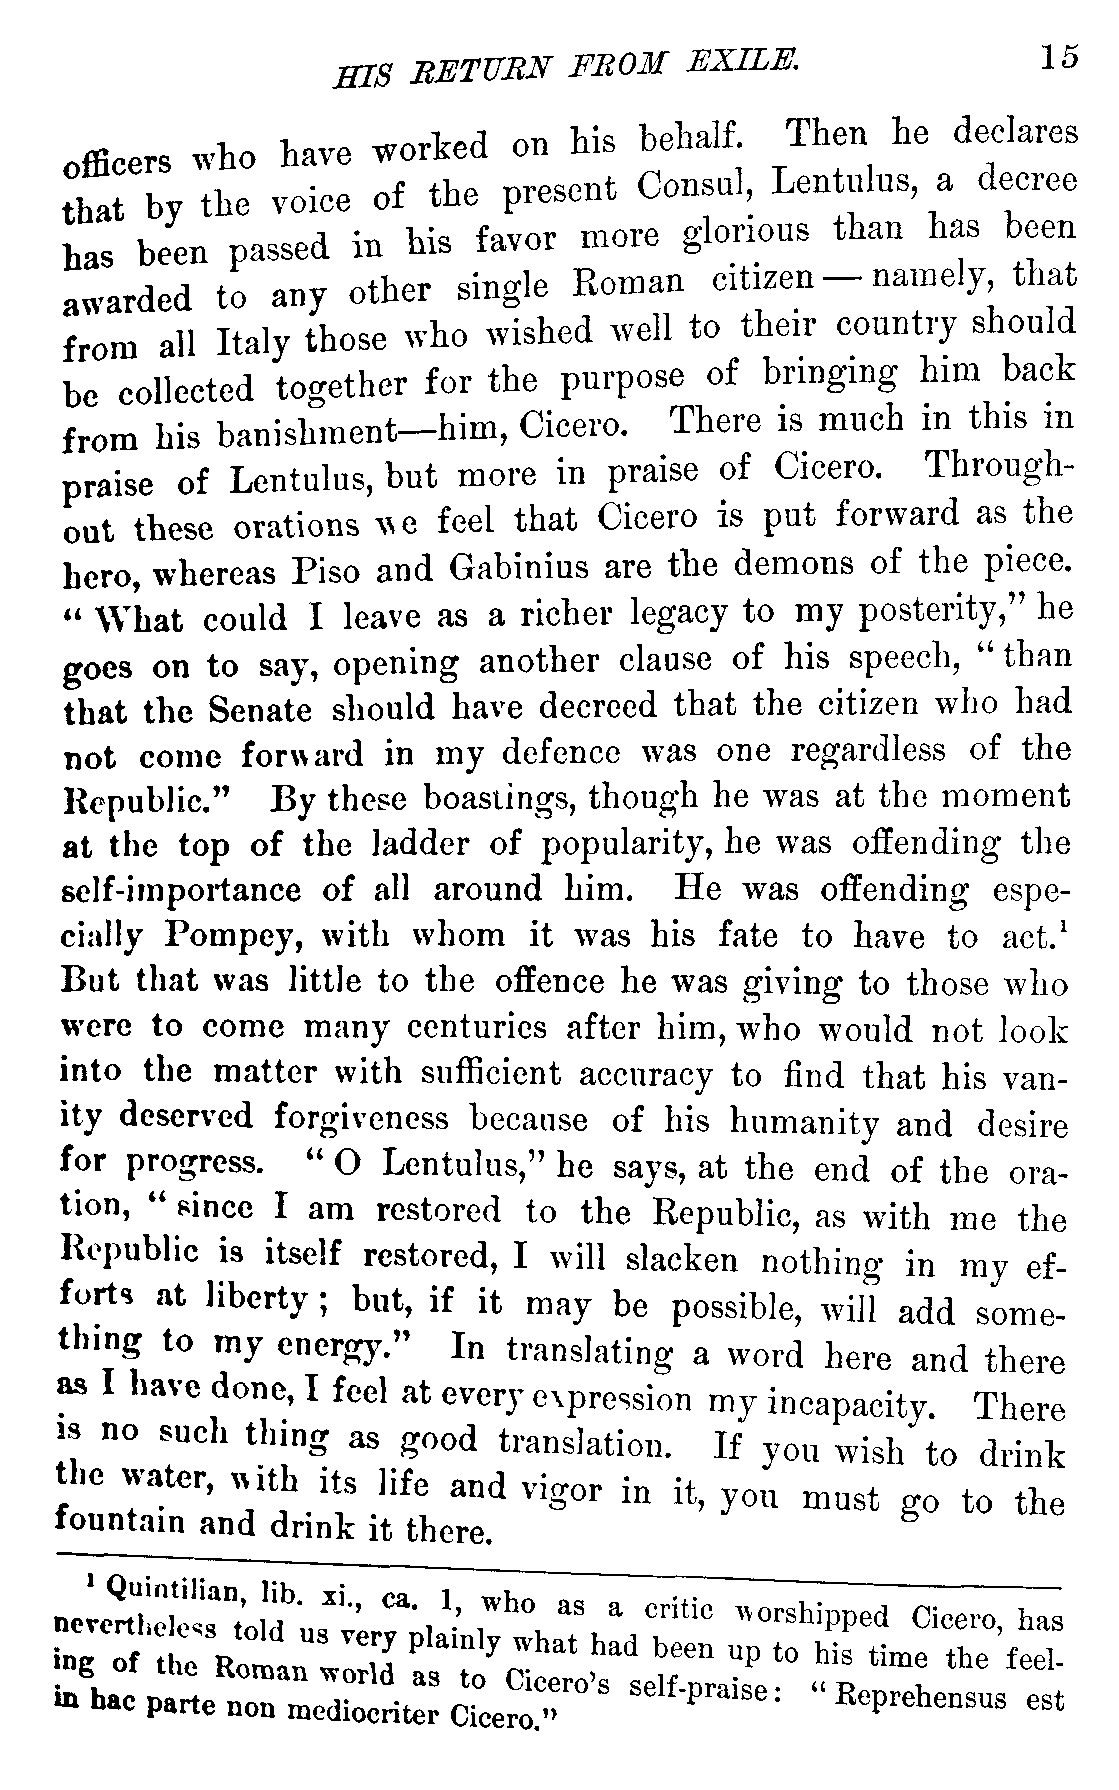 HIS RETURN FROM EXILE. 15
officers who have worked on his behalf. Then he declares
that by the voice of the present Consul, Lentulus, a decree
has been passed in his favor more glorious than has been
awarded to any other single Roman citizen — namely, that
from all Italy those who wished well to their country should
be collected together for the purpose of bringing him back
from his banishment—him, Cicero. There is much in this in
praise of Lentulus, but more in praise of Cicero. Through-
out these orations we feel that Cicero is put forward as the
hero, whereas Piso and Gabinius are the demons of the piece.
“ What could I leave as a richer legacy to my posterity,” he
goes on to say, opening another clause of his speech, “ than
that the Senate should have decreed that the citizen who had
not come forward in my defence was one regardless of the
Republic.” By these boastings, though he was at the moment
at the top of the ladder of popularity, he was offending the
self-importance of all around him. He was offending espe-
cially Pompey, with whom it was his fate to have to act.¹
But that was little to the offence he was giving to those who
were to come many centuries after him, who would not look
into the matter with sufficient accuracy to find that his van-
ity deserved forgiveness because of his humanity and desire
for progress. “ O Lentulus,” he says, at the end of the ora-
tion, “ since I am restored to the Republic, as with me the
Republic is itself restored, I will slacken nothing in my ef-
forts at liberty ; but, if it may be possible, will add some-
thing to my energy.” In translating a word here and there
as I have done, I feel at every expression my incapacity. There
is no such thing as good translation. If you wish to drink
the water, with its life and vigor in it, you must go to the
fountain and drink it there.
¹ Quintilian, lib. xi., ca. 1, who as a critic worshipped Cicero, has
nevertheless told us very plainly what had been up to his time the feel-
ing of the Roman world as to Cicero’s self-praise : “ Reprehensus est
in hac parte non mediocriter Cicero.”